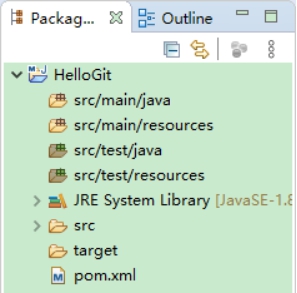 Packag... Outline
HelloGit
src/main/java
src/main/resources
src/test/java
src/test/resources
JRE System Library [JavaSE-1.8
src
target
pom.xml